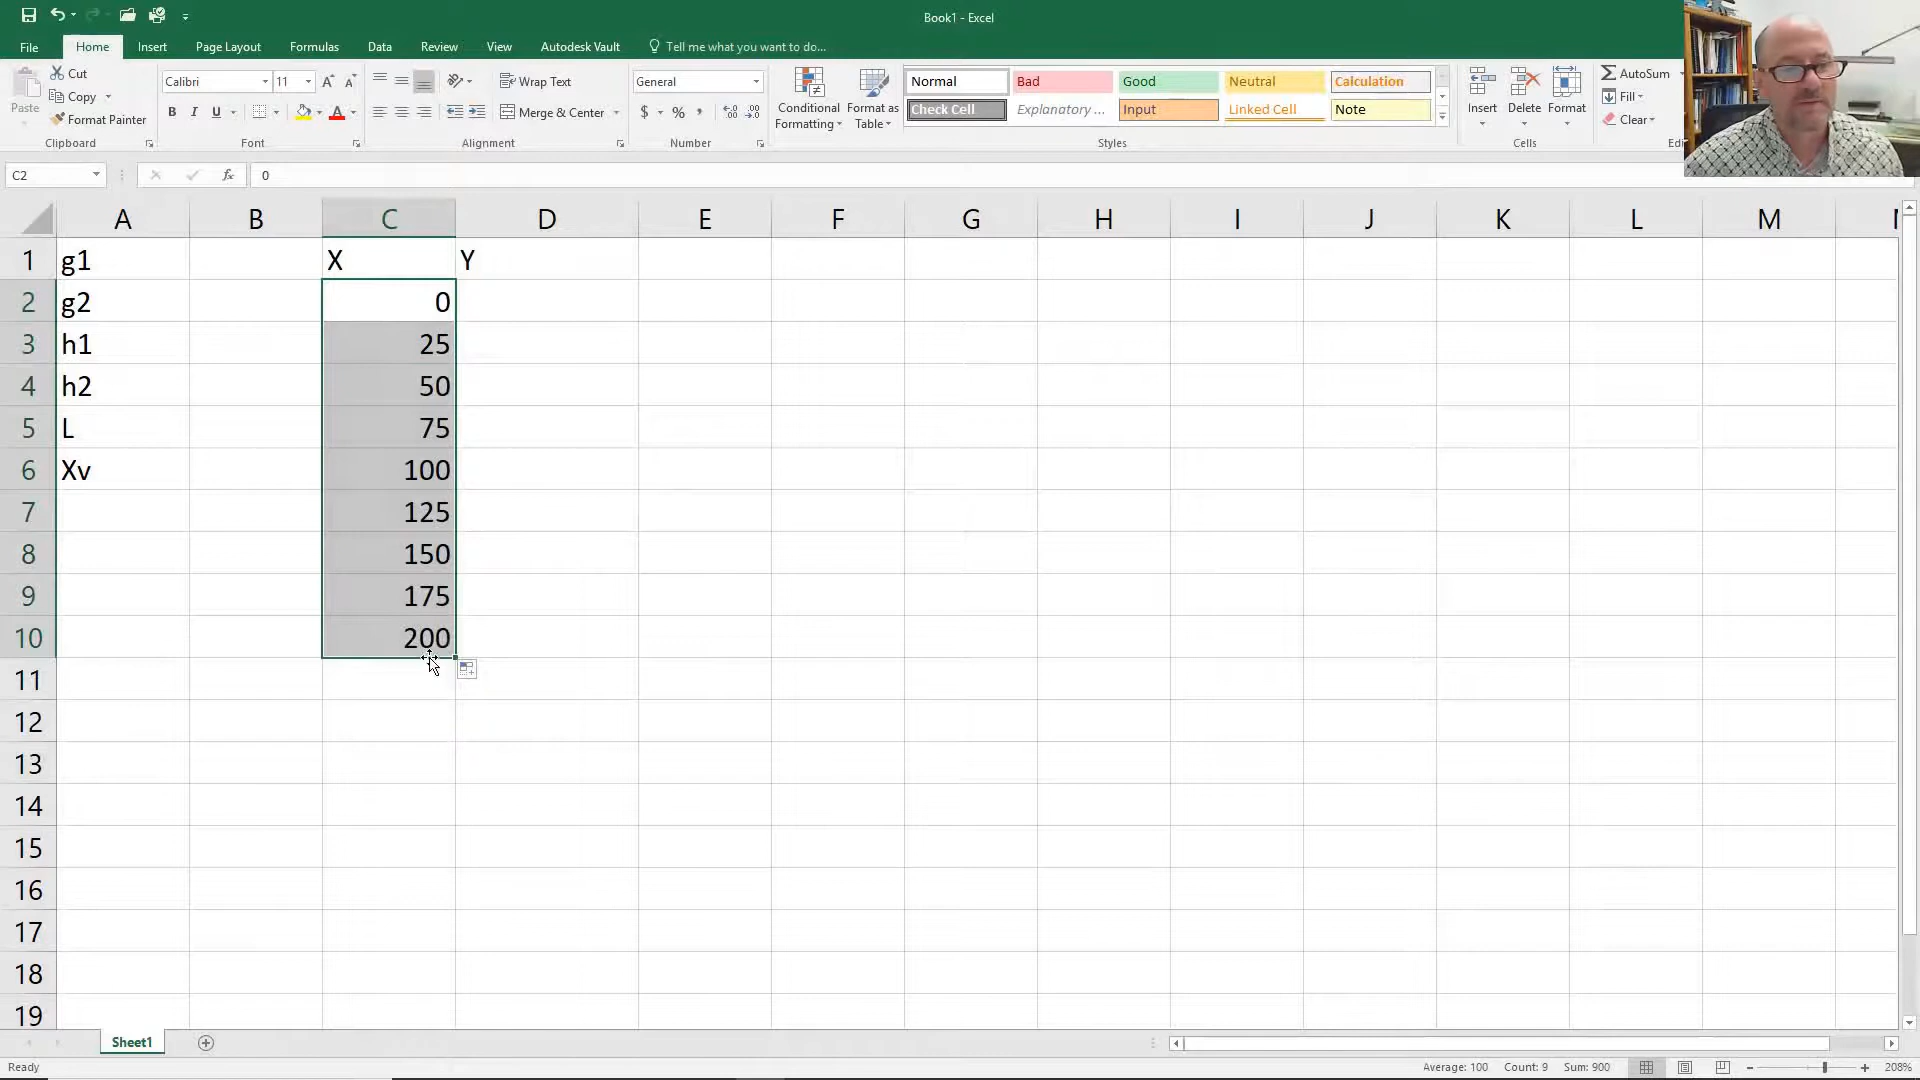 Book1 - Excel
File Home Insert Page Layout Formulas Data Review View Autodesk Vault Tell me what you want to do...
Paste
Cut
Copy
Format Painter
Clipboard
Calibri 11
B I U
Font
Wrap Text
Merge & Center
Alignment
General
$ %
Number
Conditional Formatting
Format as Table
Normal Bad Good Neutral Calculation
Check Cell Explanatory ... Input Linked Cell Note
Styles
Insert Delete Format
Cells
AutoSum
Fill
Clear
C2 fx 0
A B C D E F G H I J K L M
1 g1 X Y
2 g2 0
3 h1 25
4 h2 50
5 L 75
6 Xv 100
7 125
8 150
9 175
10 200
11
12
13
14
15
16
17
18
19
Sheet1
Ready Average: 100 Count: 9 Sum: 900 208%